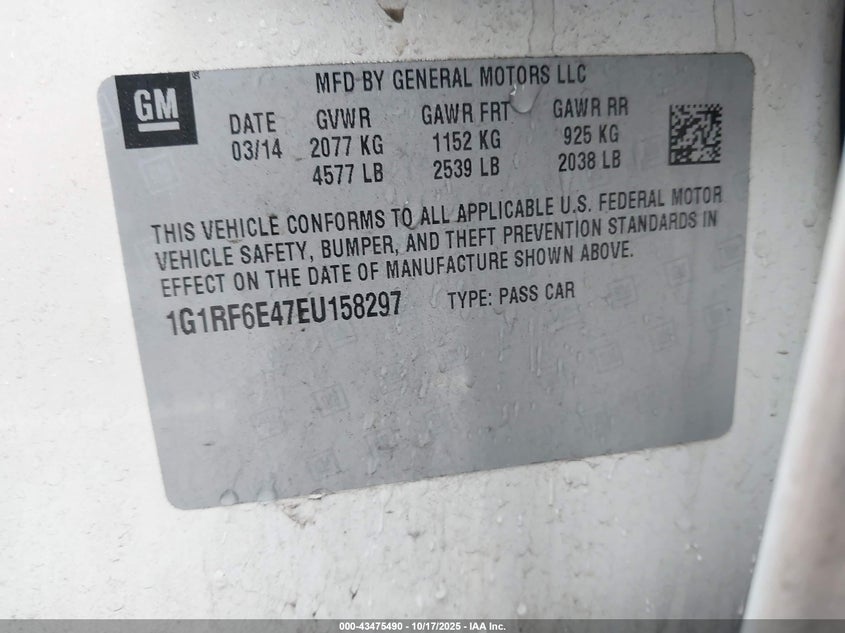 GM®
MFD BY GENERAL MOTORS LLC
DATE GVWR GAWR FRT GAWR RR
03/14 2077 KG 1152 KG 925 KG
4577 LB 2539 LB 2038 LB
THIS VEHICLE CONFORMS TO ALL APPLICABLE U.S. FEDERAL MOTOR
VEHICLE SAFETY, BUMPER, AND THEFT PREVENTION STANDARDS IN
EFFECT ON THE DATE OF MANUFACTURE SHOWN ABOVE.
1G1RF6E47EU158297 TYPE: PASS CAR
000-43475490 - 10/17/2025 - IAA Inc.